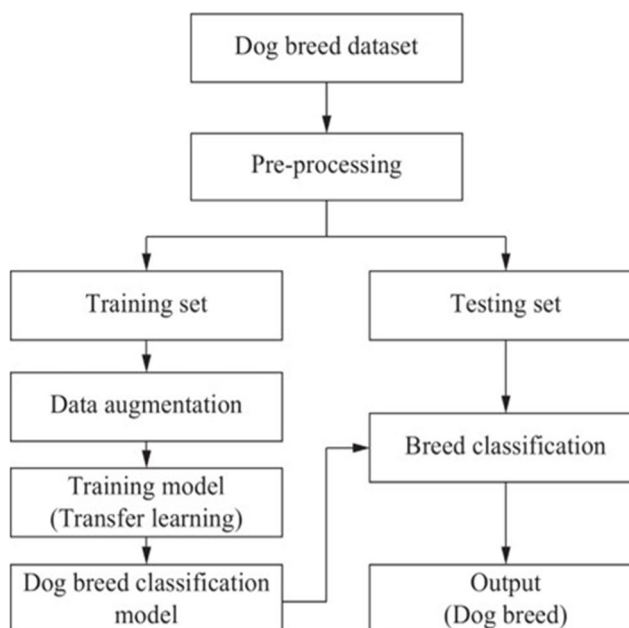 Dog breed dataset
Pre-processing
Training set
Testing set
Data augmentation
Breed classification
Training model
(Transfer learning)
Dog breed classification
model
Output
(Dog breed)